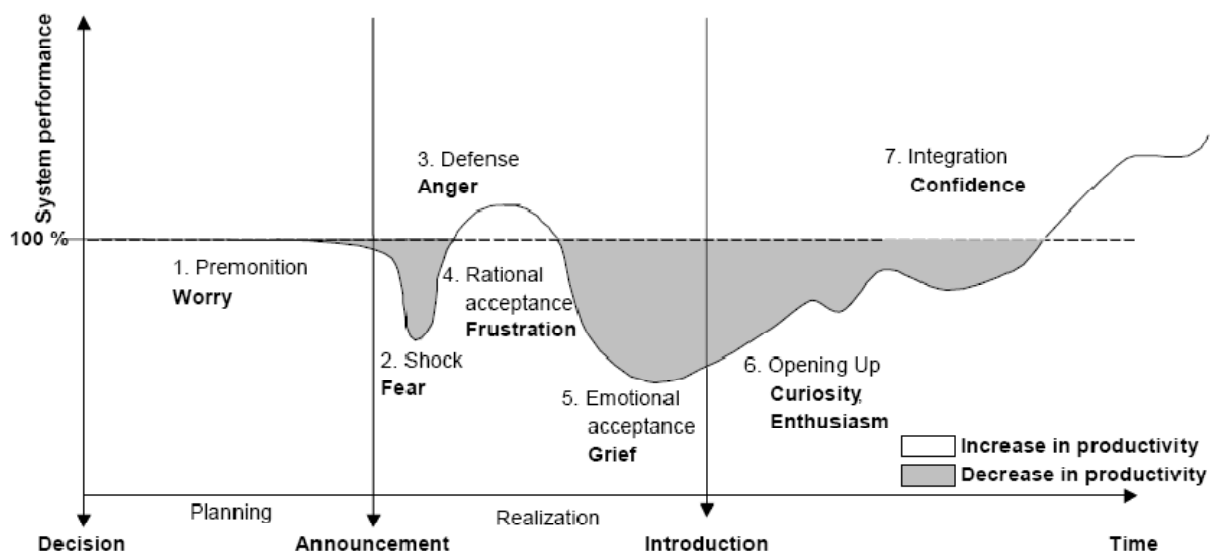 System performance
100 %
1. Premonition
Worry
2. Shock
Fear
3. Defense
Anger
4. Rational
acceptance
Frustration
5. Emotional
acceptance
Grief
6. Opening Up
Curiosity,
Enthusiasm
7. Integration
Confidence
Increase in productivity
Decrease in productivity
Planning
Realization
Decision
Announcement
Introduction
Time